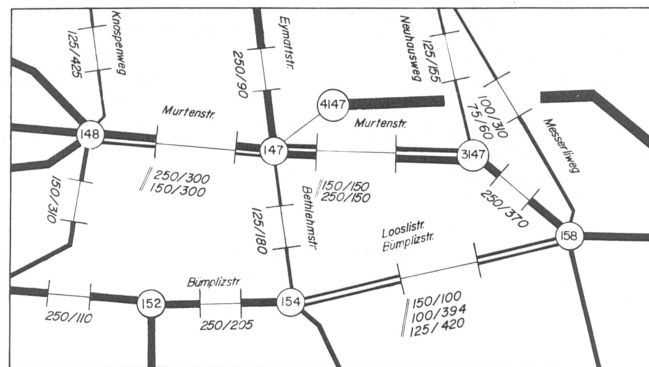 Knospenweg
125/425
Eymattstr.
250/90
Neuhausweg
125/155
100/310
75/60
Messerliweg
4147
Murtenstr.
Murtenstr.
148
147
3147
250/300
150/300
150/150
250/150
150/310
Bethlehmstr.
125/180
250/370
Looslistr.
Bümplizstr.
158
Bümplizstr.
152
154
250/110
250/205
150/100
100/394
125/420